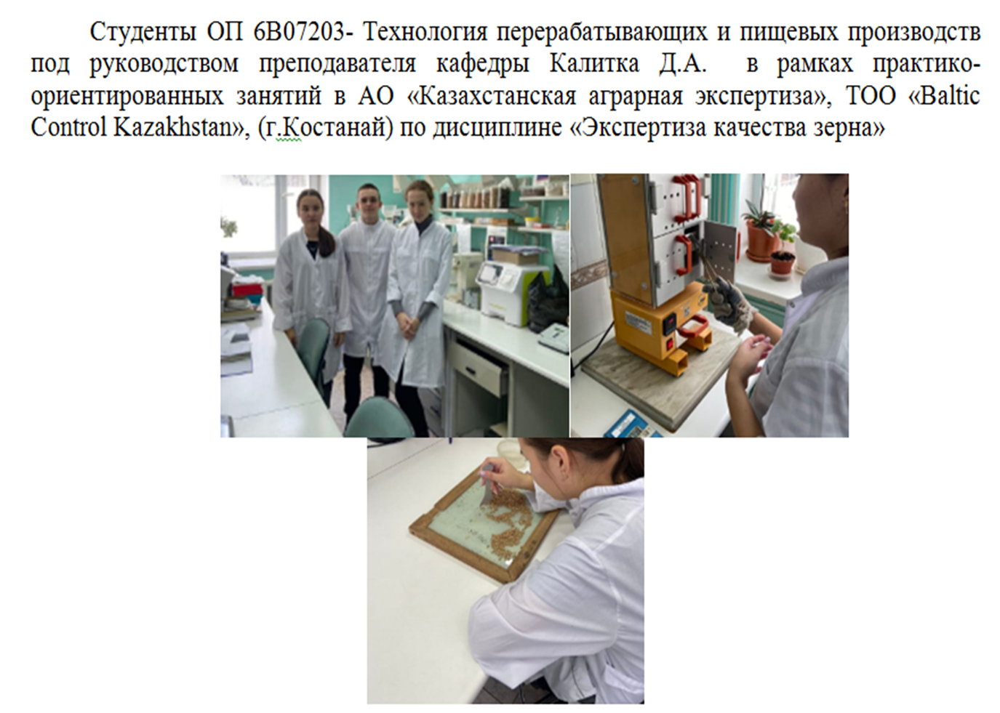 Студенты ОП 6В07203- Технология перерабатывающих и пищевых производств
под руководством преподавателя кафедры Калитка Д.А. в рамках практико-
ориентированных занятий в АО «Казахстанская аграрная экспертиза», ТОО «Baltic
Control Kazakhstan», (г.Костанай) по дисциплине «Экспертиза качества зерна»